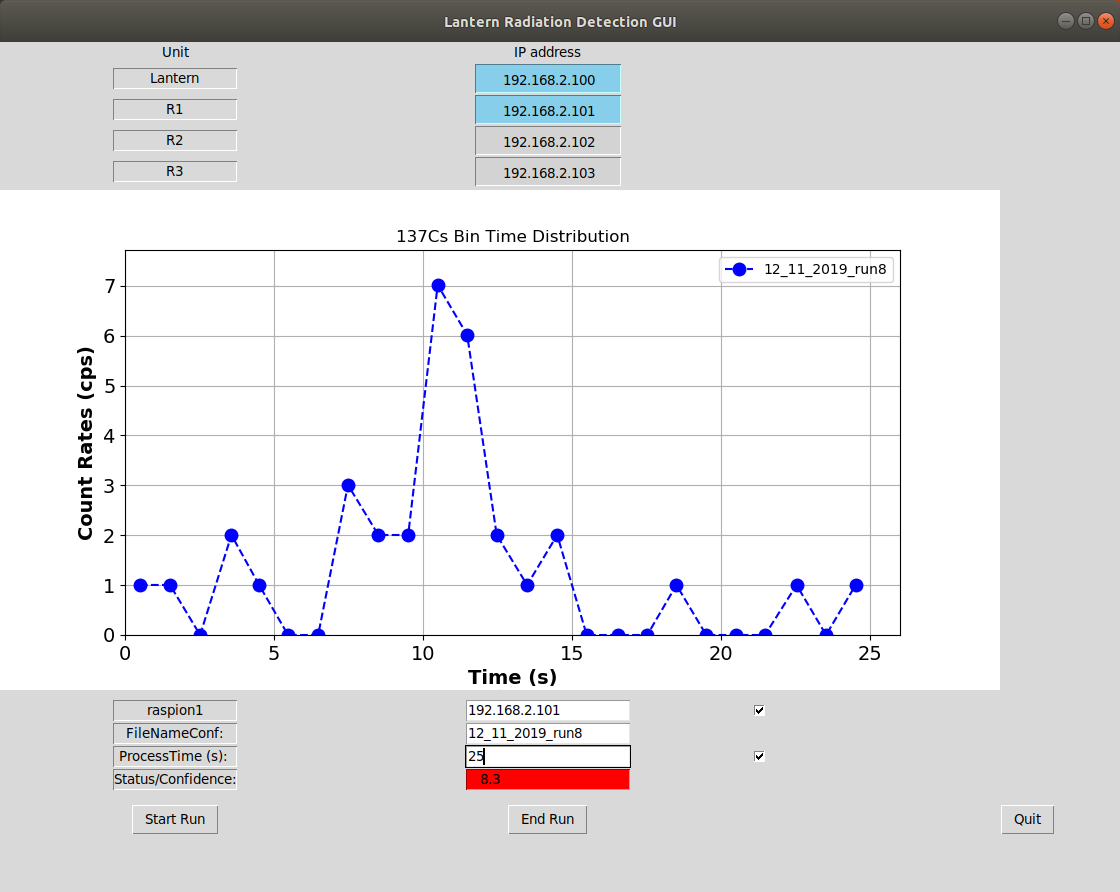 Lantern Radiation Detection GUI
Unit IP address
Lantern 192.168.2.100
R1 192.168.2.101
R2 192.168.2.102
R3 192.168.2.103
137Cs Bin Time Distribution
12_11_2019_run8
7
6
5
4
3
2
1
0
Count Rates (cps)
0 5 10 15 20 25
Time (s)
raspion1 192.168.2.101
FileNameConf: 12_11_2019_run8
ProcessTime (s): 25
Status/Confidence: 8.3
Start Run End Run Quit